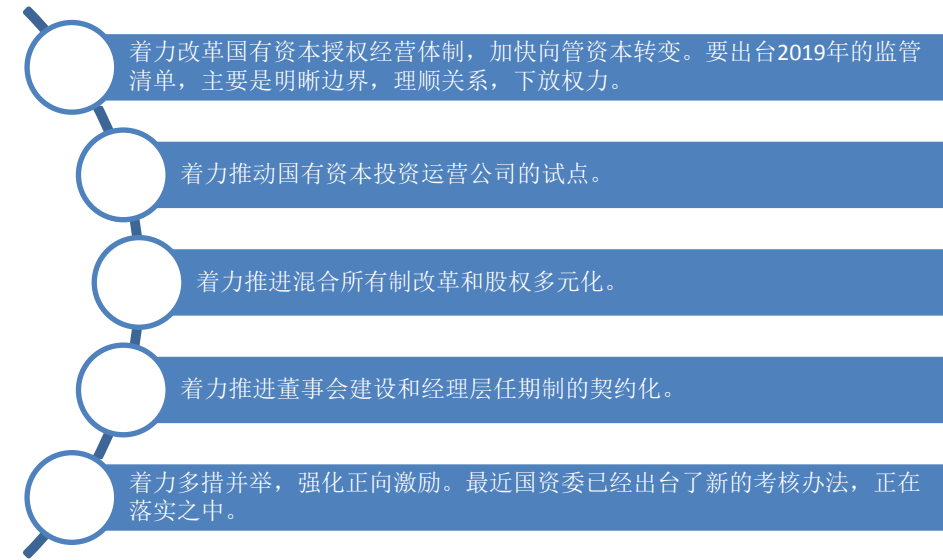 着力改革国有资本授权经营体制，加快向管资本转变。要出台2019年的监管
清单，主要是明晰边界，理顺关系，下放权力。
着力推动国有资本投资运营公司的试点。
着力推进混合所有制改革和股权多元化。
着力推进董事会建设和经理层任期制的契约化。
着力多措并举，强化正向激励。最近国资委已经出台了新的考核办法，正在
落实之中。